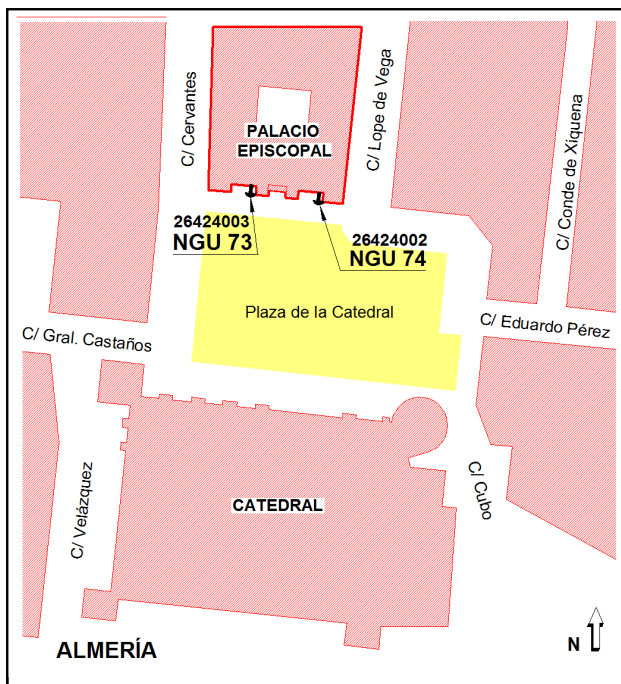 C/ Cervantes
C/ Lope de Vega
C/ Conde de Xiquena
PALACIO
EPISCOPAL
26424003
NGU 73
26424002
NGU 74
Plaza de la Catedral
C/ Gral. Castaños
C/ Eduardo Pérez
C/ Velázquez
CATEDRAL
C/ Cubo
ALMERÍA
N